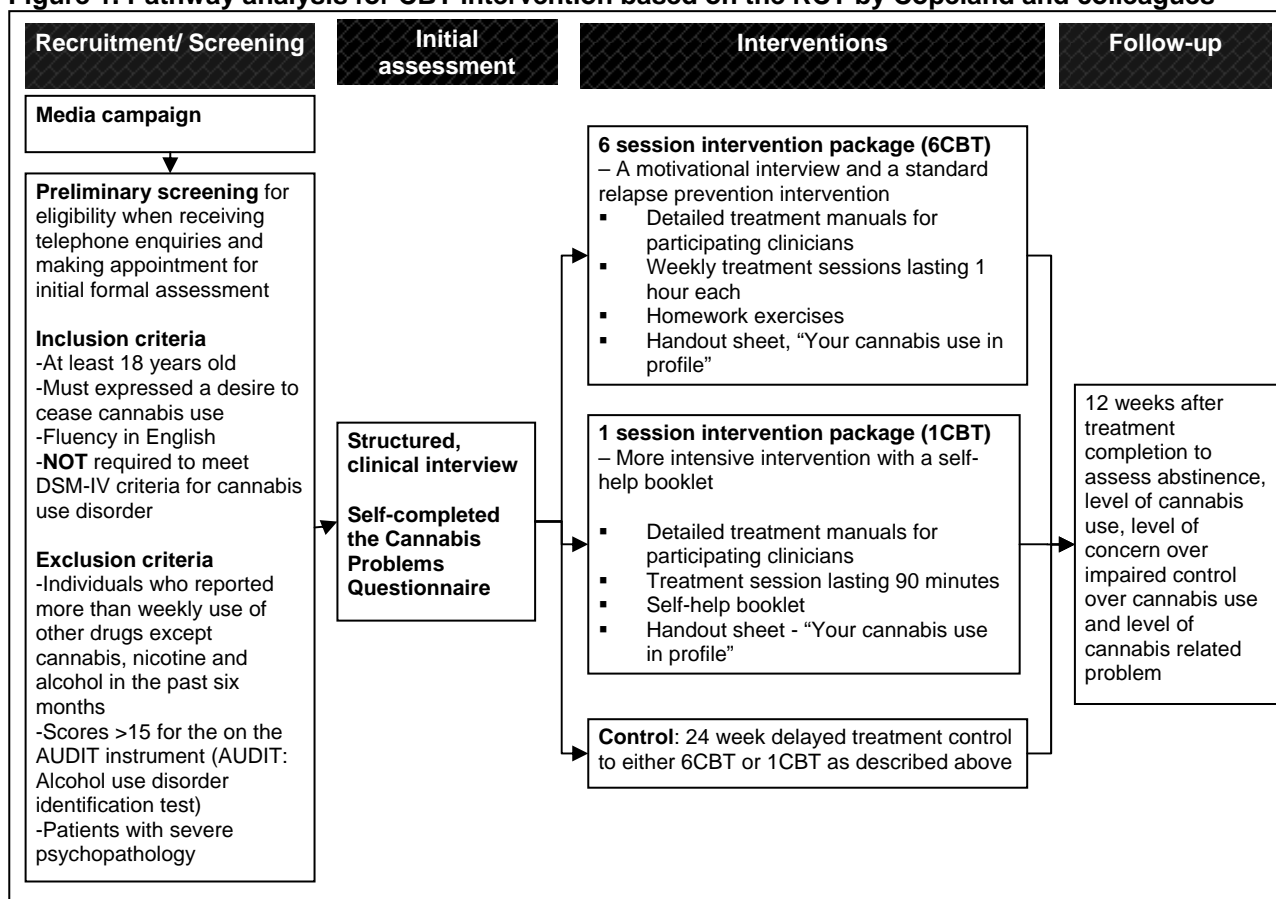 Figure 1: Pathway analysis for CBT intervention based on the RCT by Copeland and colleagues
Recruitment/ Screening
Initial
assessment
Interventions
Follow-up
Media campaign
Preliminary screening for
eligibility when receiving
telephone enquiries and
making appointment for
initial formal assessment
Inclusion criteria
-At least 18 years old
-Must expressed a desire to
cease cannabis use
-Fluency in English
-NOT required to meet
DSM-IV criteria for cannabis
use disorder
Exclusion criteria
-Individuals who reported
more than weekly use of
other drugs except
cannabis, nicotine and
alcohol in the past six
months
-Scores >15 for the on the
AUDIT instrument (AUDIT:
Alcohol use disorder
identification test)
-Patients with severe
psychopathology
Structured,
clinical interview
Self-completed
the Cannabis
Problems
Questionnaire
6 session intervention package (6CBT)
– A motivational interview and a standard
relapse prevention intervention
▪ Detailed treatment manuals for
participating clinicians
▪ Weekly treatment sessions lasting 1
hour each
▪ Homework exercises
▪ Handout sheet, “Your cannabis use in
profile”
1 session intervention package (1CBT)
– More intensive intervention with a self-
help booklet
▪ Detailed treatment manuals for
participating clinicians
▪ Treatment session lasting 90 minutes
▪ Self-help booklet
▪ Handout sheet - “Your cannabis use
in profile”
Control: 24 week delayed treatment control
to either 6CBT or 1CBT as described above
12 weeks after
treatment
completion to
assess abstinence,
level of cannabis
use, level of
concern over
impaired control
over cannabis use
and level of
cannabis related
problem